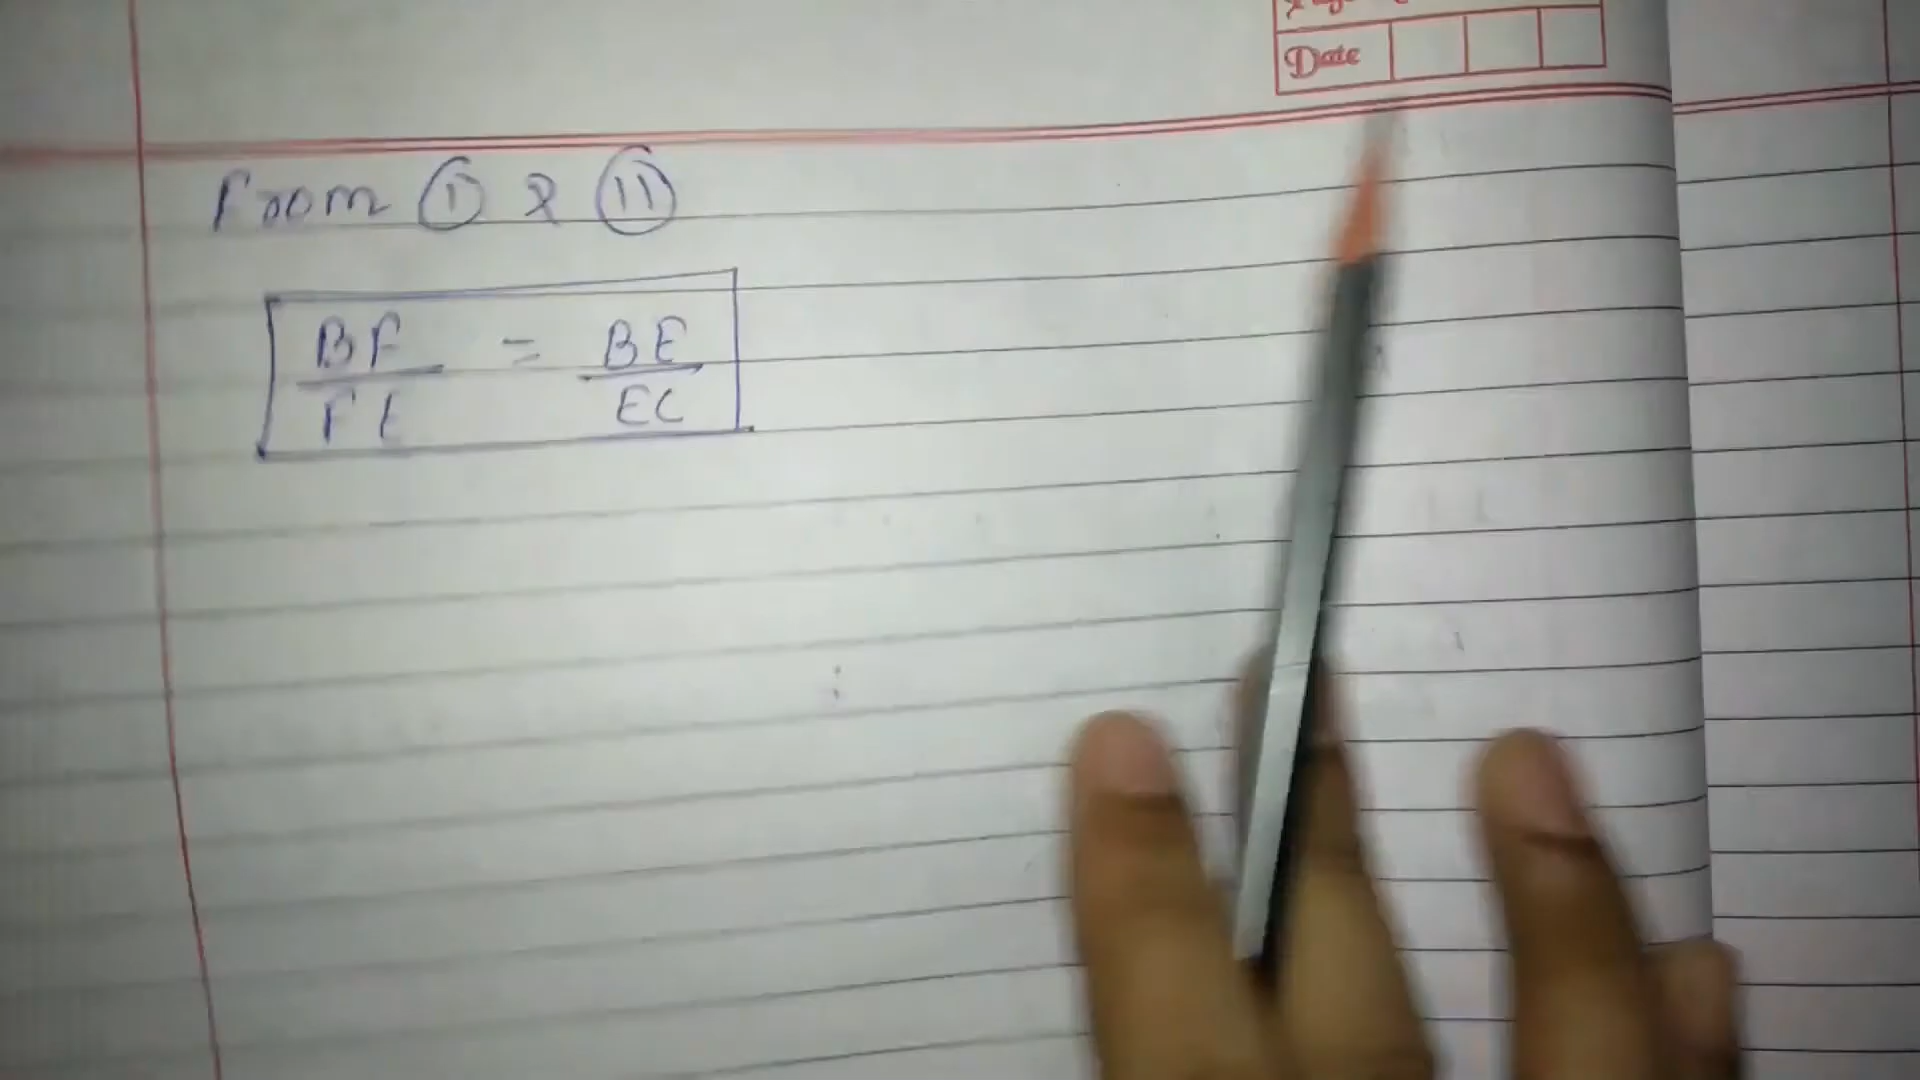 Date
From (I) & (II)
BF/FE = BE/EC